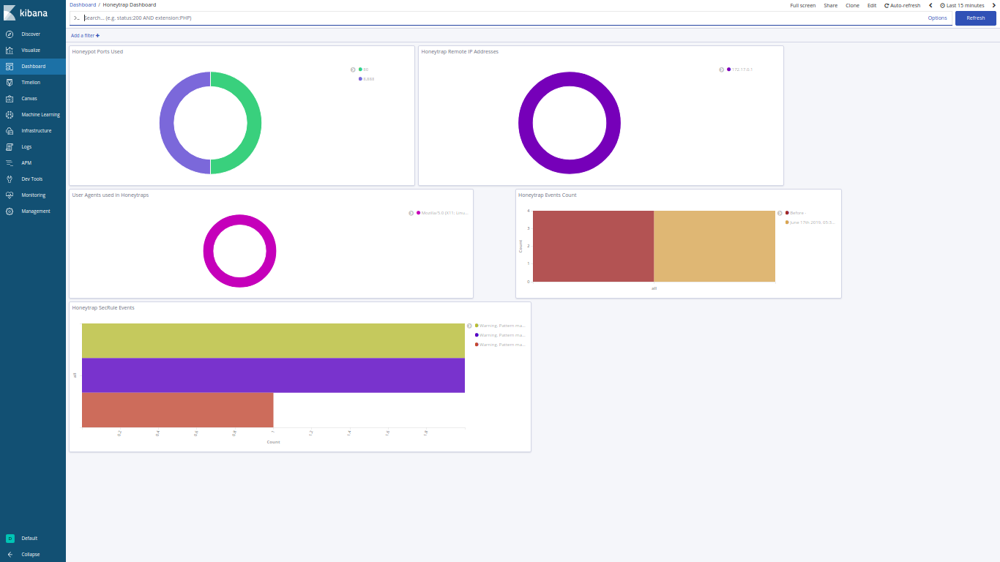 kibana
Discover
Visualize
Dashboard
Timelion
Canvas
Machine Learning
Infrastructure
Logs
APM
Dev Tools
Monitoring
Management
Default
Collapse
Dashboard / Honeytrap Dashboard
Full screen Share Clone Edit Auto-refresh Last 15 minutes
>_ Search... (e.g. status:200 AND extension:PHP) Options Refresh
Add a filter +
Honeypot Ports Used
80
8,888
Honeytrap Remote IP Addresses
172.17.0.1
User Agents used in Honeytraps
Mozilla/5.0 (X11; Linu...
Honeytrap Events Count
Count
4
3
2
1
0
all
Before
June 17th 2019, 05:3...
Honeytrap SecRule Events
Warning. Pattern ma...
Warning. Pattern ma...
Warning. Pattern ma...
all
0.2 0.4 0.6 0.8 1 1.2 1.4 1.6 1.8
Count